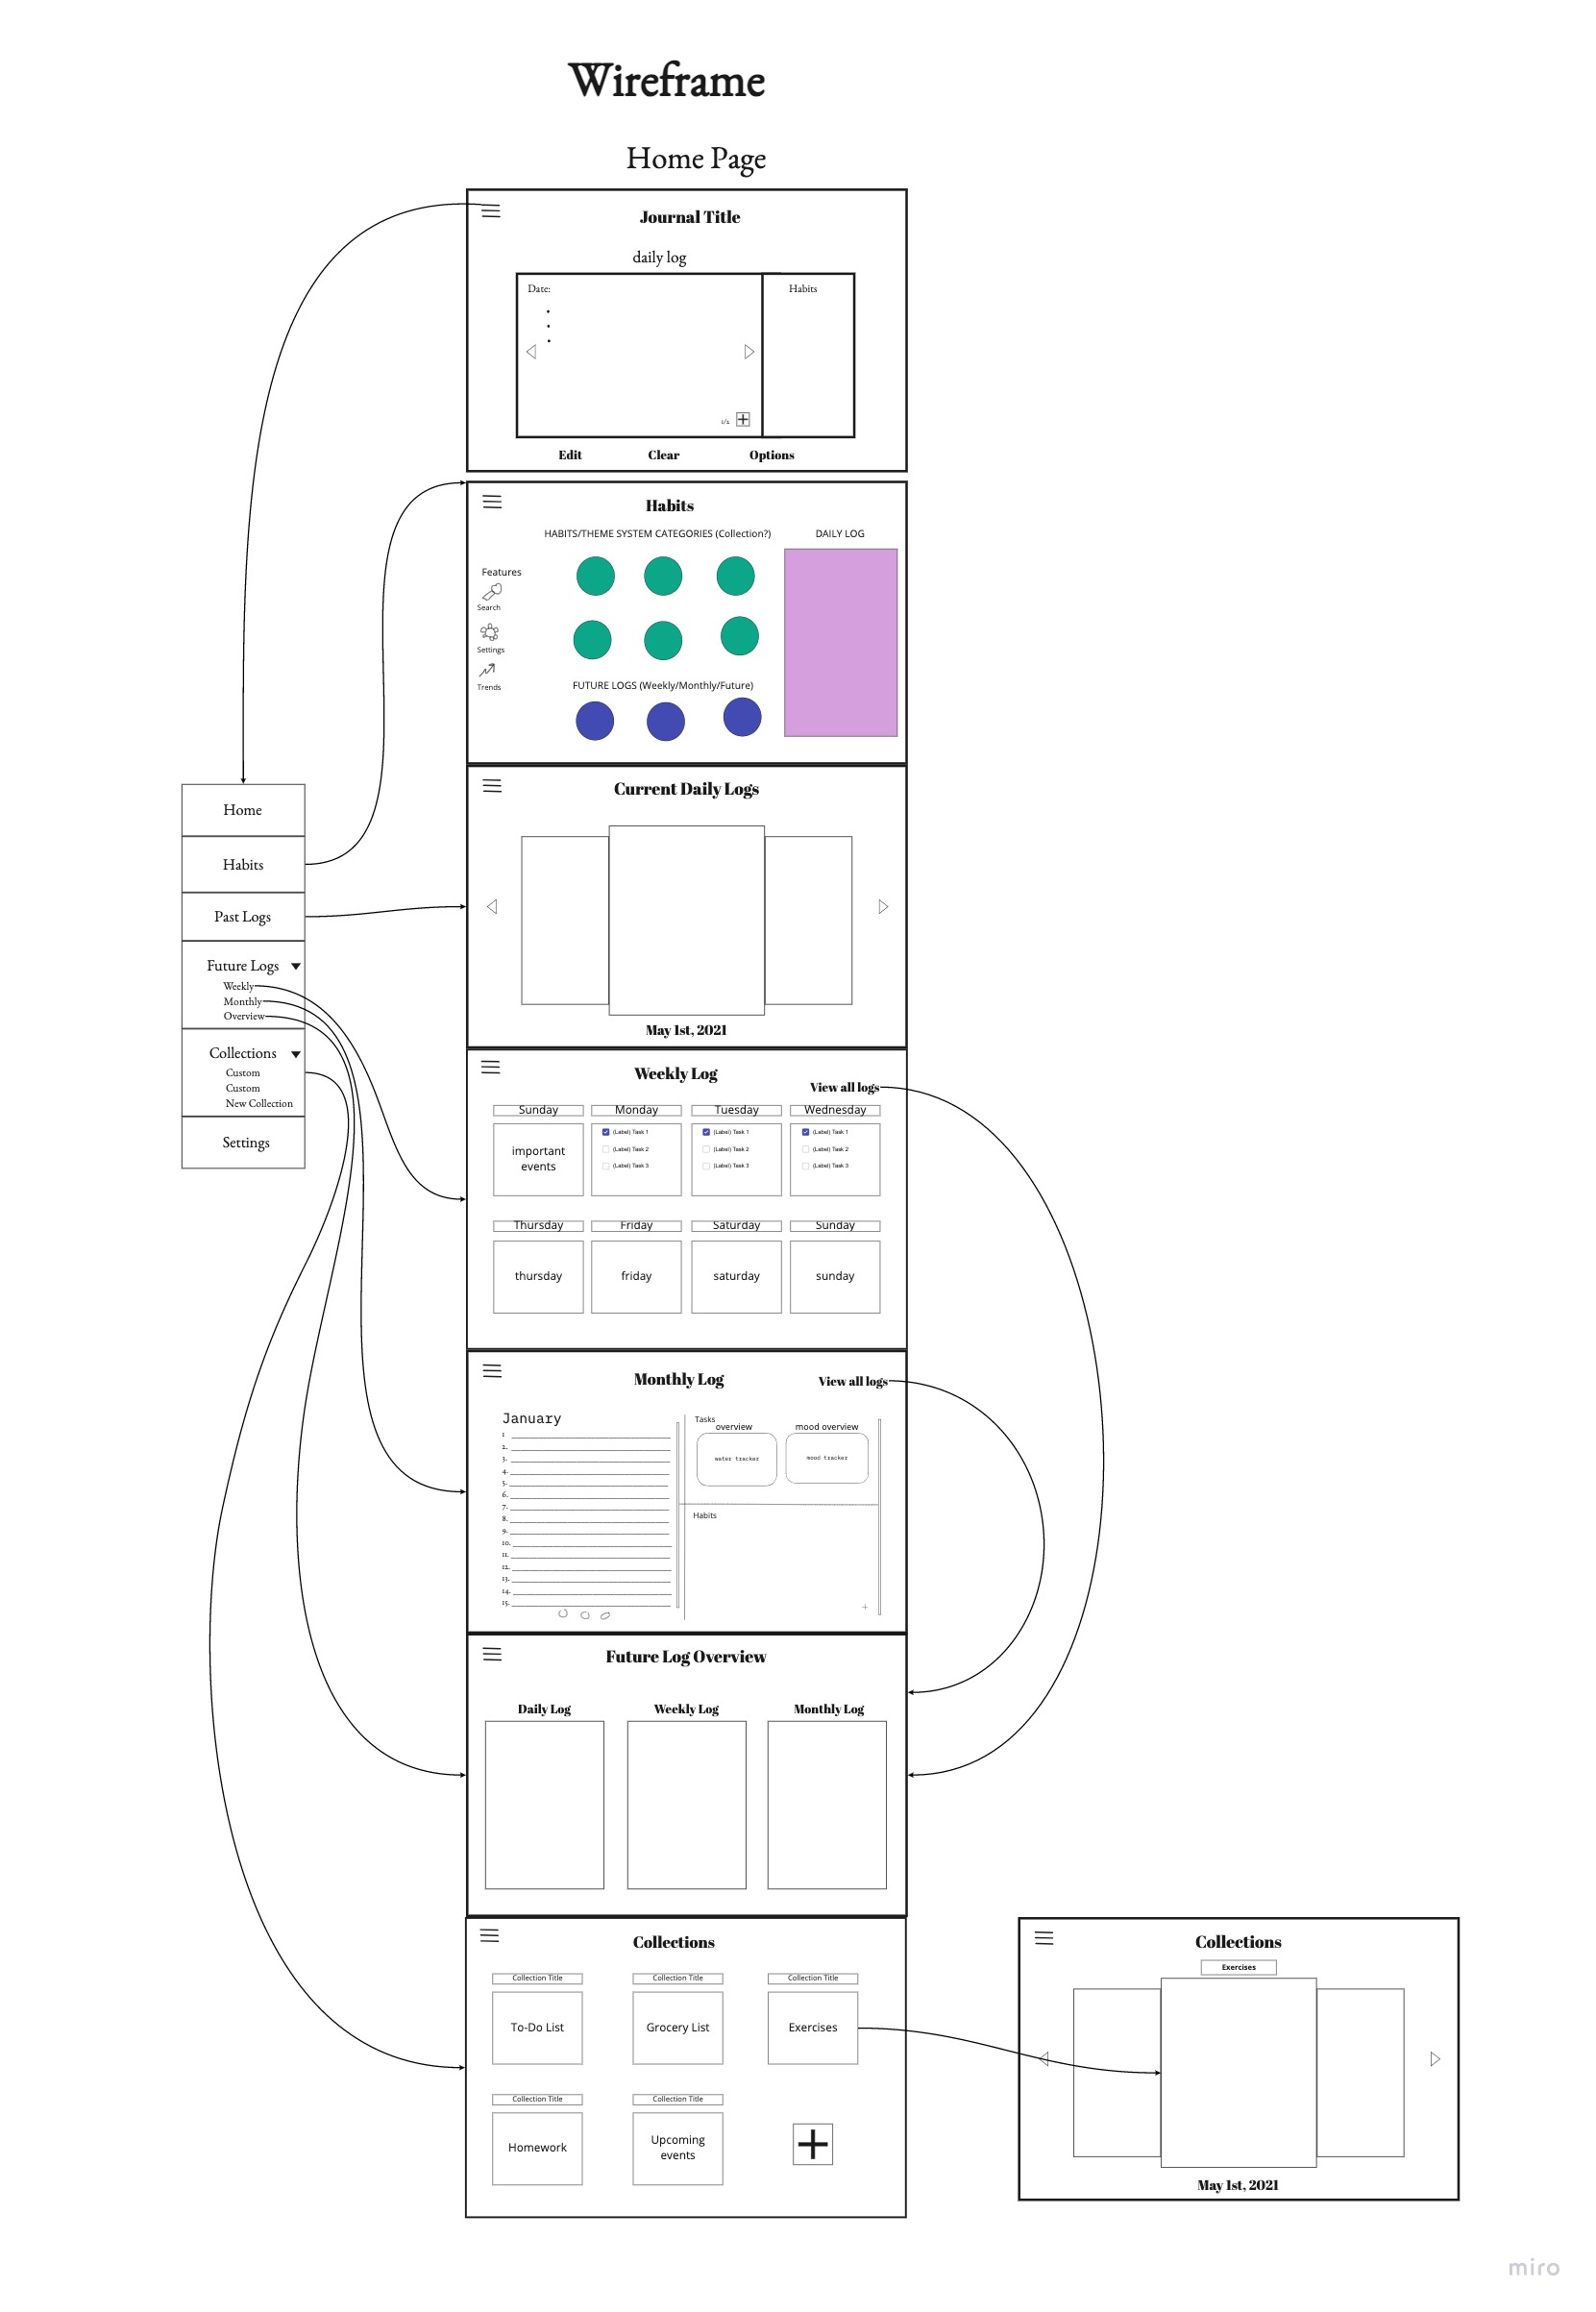 Wireframe
Home Page
Journal Title
daily log
Date:
Habits
1/2
Edit
Clear
Options
Habits
HABITS/THEME SYSTEM CATEGORIES (Collection?)
DAILY LOG
Features
Search
Settings
Trends
FUTURE LOGS (Weekly/Monthly/Future)
Home
Habits
Past Logs
Future Logs
Weekly
Monthly
Overview
Collections
Custom
Custom
New Collection
Settings
Current Daily Logs
May 1st, 2021
Weekly Log
View all logs
Sunday
Monday
Tuesday
Wednesday
important
events
(Label) Task 1
(Label) Task 2
(Label) Task 3
(Label) Task 1
(Label) Task 2
(Label) Task 3
(Label) Task 1
(Label) Task 2
(Label) Task 3
Thursday
Friday
Saturday
Sunday
thursday
friday
saturday
sunday
Monthly Log
View all logs
January
1
2.
3.
4.
5.
6.
7.
8.
9.
10.
11.
12.
13.
14.
15.
Tasks
overview
mood overview
water tracker
mood tracker
Habits
Future Log Overview
Daily Log
Weekly Log
Monthly Log
Collections
Collection Title
Collection Title
Collection Title
To-Do List
Grocery List
Exercises
Collection Title
Collection Title
Homework
Upcoming
events
Collections
Exercises
May 1st, 2021
miro